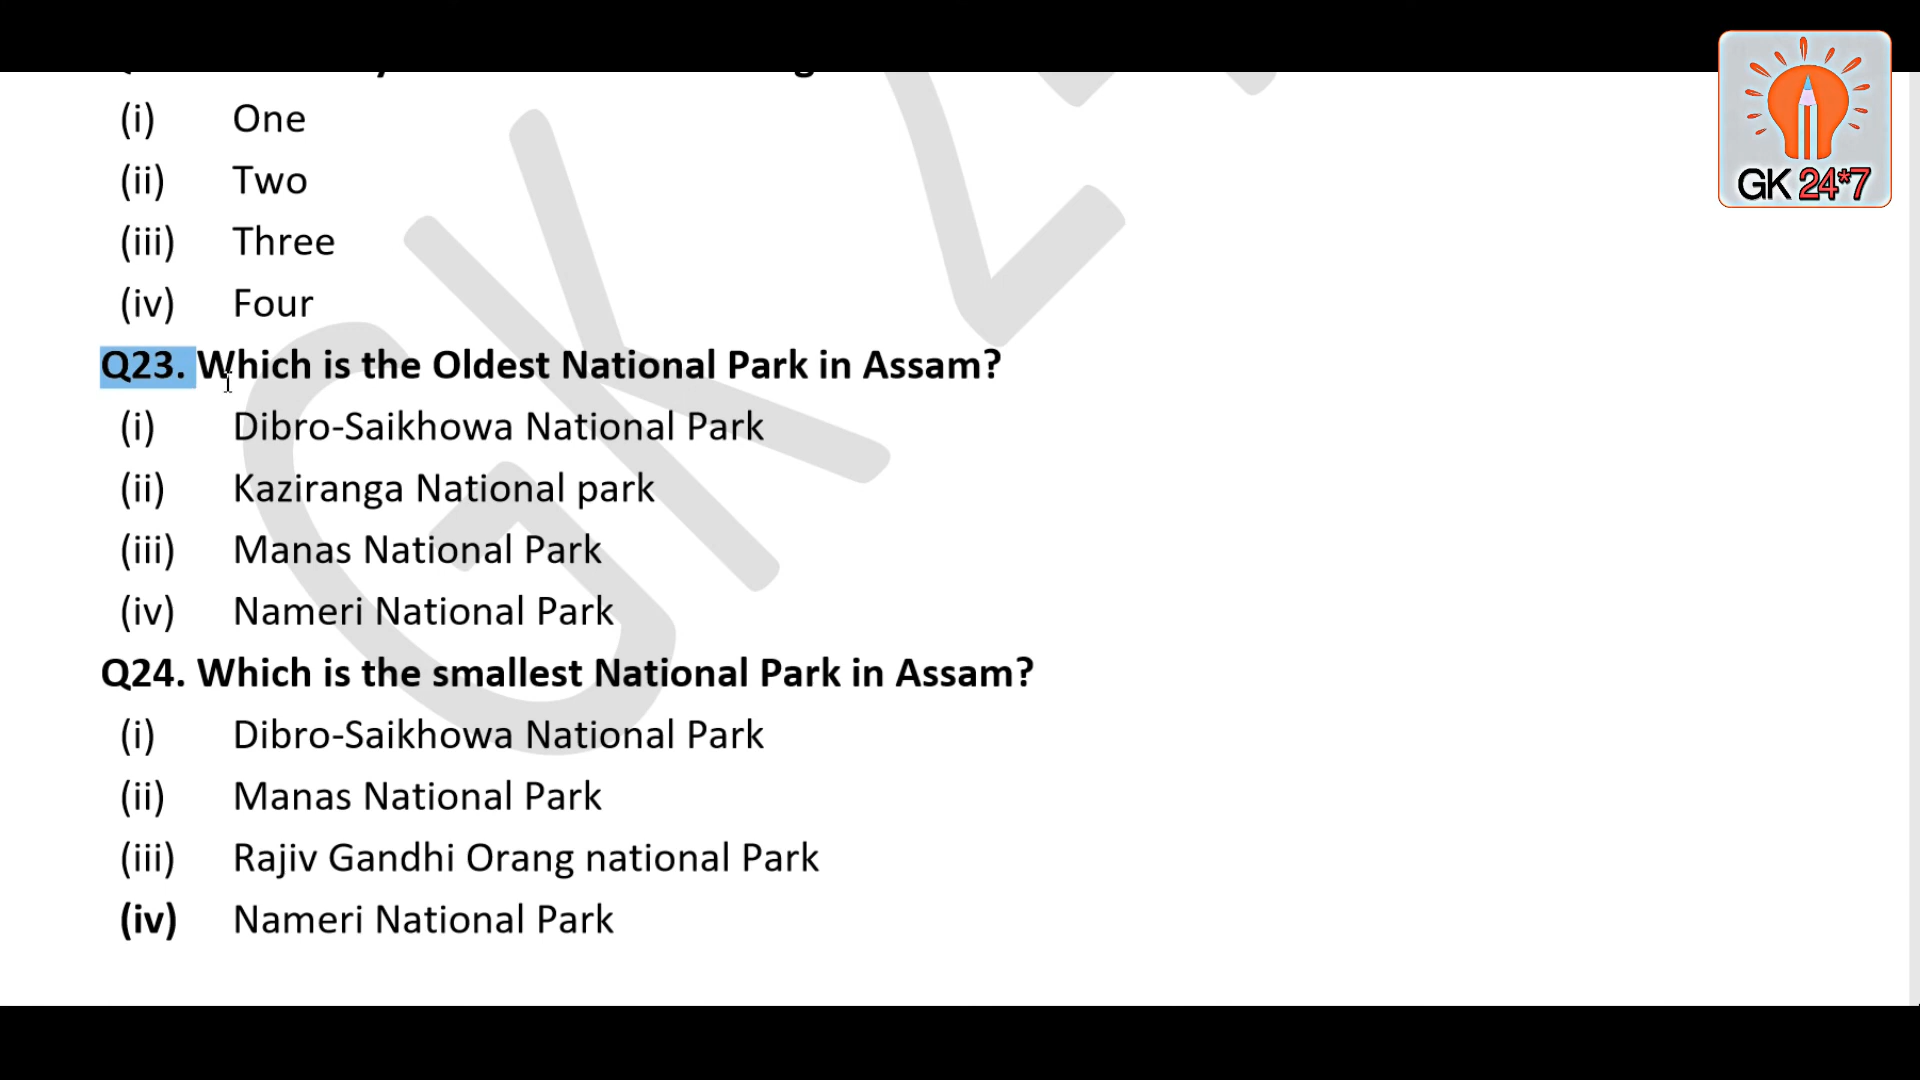 (i) One
(ii) Two
(iii) Three
(iv) Four
Q23. Which is the Oldest National Park in Assam?
(i) Dibro-Saikhowa National Park
(ii) Kaziranga National park
(iii) Manas National Park
(iv) Nameri National Park
Q24. Which is the smallest National Park in Assam?
(i) Dibro-Saikhowa National Park
(ii) Manas National Park
(iii) Rajiv Gandhi Orang national Park
(iv) Nameri National Park
GK 24*7